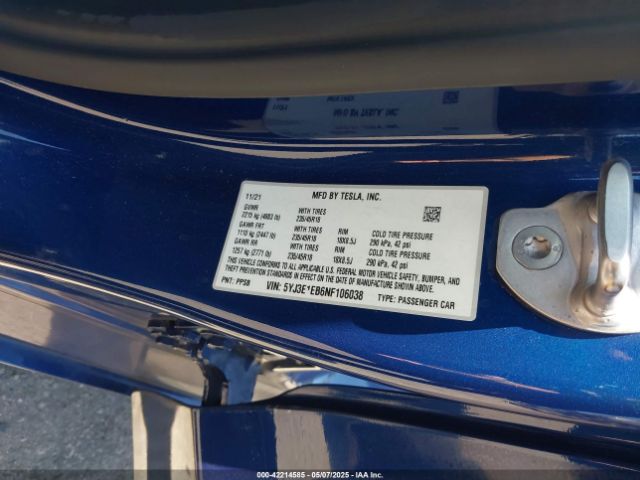 11/21 MFD BY TESLA, INC.
GVWR
2215 kg (4883 lb) WITH TIRES
235/45R18
GAWR FRT WITH TIRES RIM COLD TIRE PRESSURE
1110 kg (2447 lb) 235/45R18 18X8.5J 290 kPa, 42 psi
GAWR RR WITH TIRES RIM COLD TIRE PRESSURE
1257 kg (2771 lb) 235/45R18 18X8.5J 290 kPa, 42 psi
THIS VEHICLE CONFORMS TO ALL APPLICABLE U.S. FEDERAL MOTOR VEHICLE SAFETY, BUMPER, AND
THEFT PREVENTION STANDARDS IN EFFECT ON THE DATE OF MANUFACTURE SHOWN ABOVE.
PNT: PPSB VIN: 5YJ3E1EB6NF106038 TYPE: PASSENGER CAR
000-42214585 | 05/07/2025 | IAA Inc.